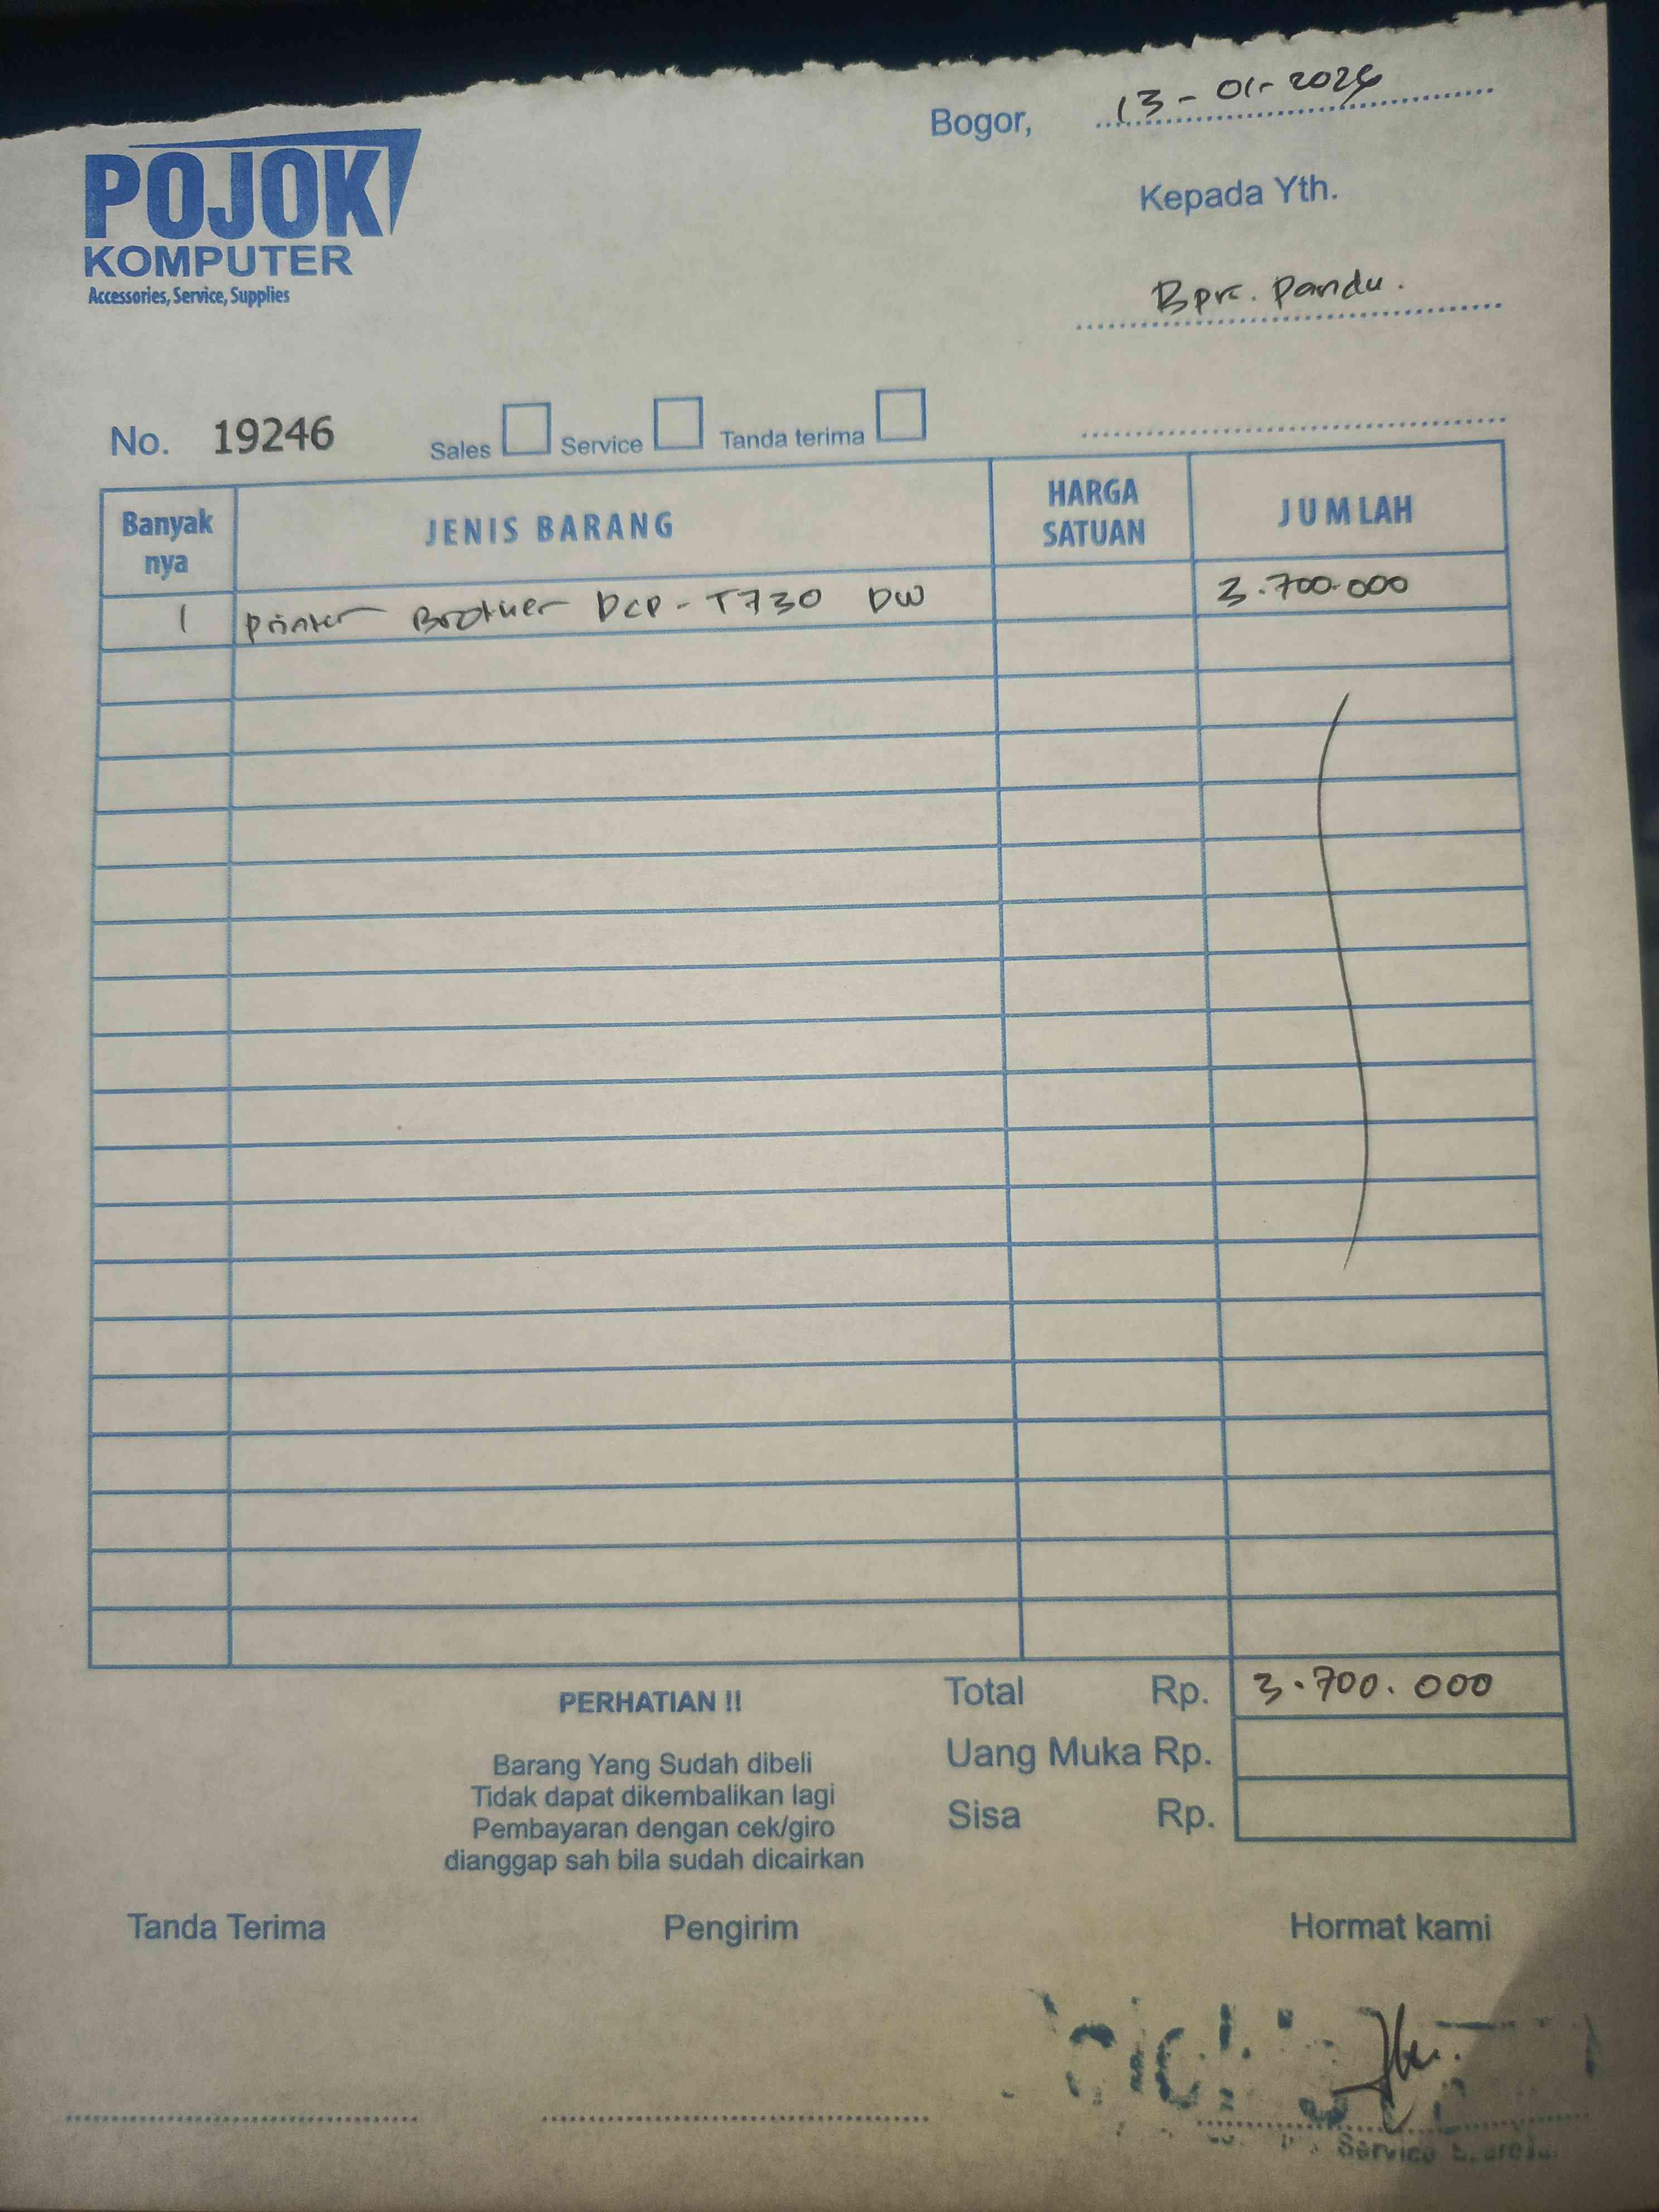 Bogor, 13-01-2026
POJOK
KOMPUTER
Accessories, Service, Supplies
Kepada Yth.
Bpk. Pandu.
No. 19246 Sales Service Tanda terima
Banyak nya JENIS BARANG HARGA SATUAN JUMLAH
1 Printer Brother DCP-T730 DW 3.700.000
Total Rp. 3.700.000
Uang Muka Rp.
Sisa Rp.
PERHATIAN !!
Barang Yang Sudah dibeli
Tidak dapat dikembalikan lagi
Pembayaran dengan cek/giro
dianggap sah bila sudah dicairkan
Tanda Terima Pengirim Hormat kami
Service